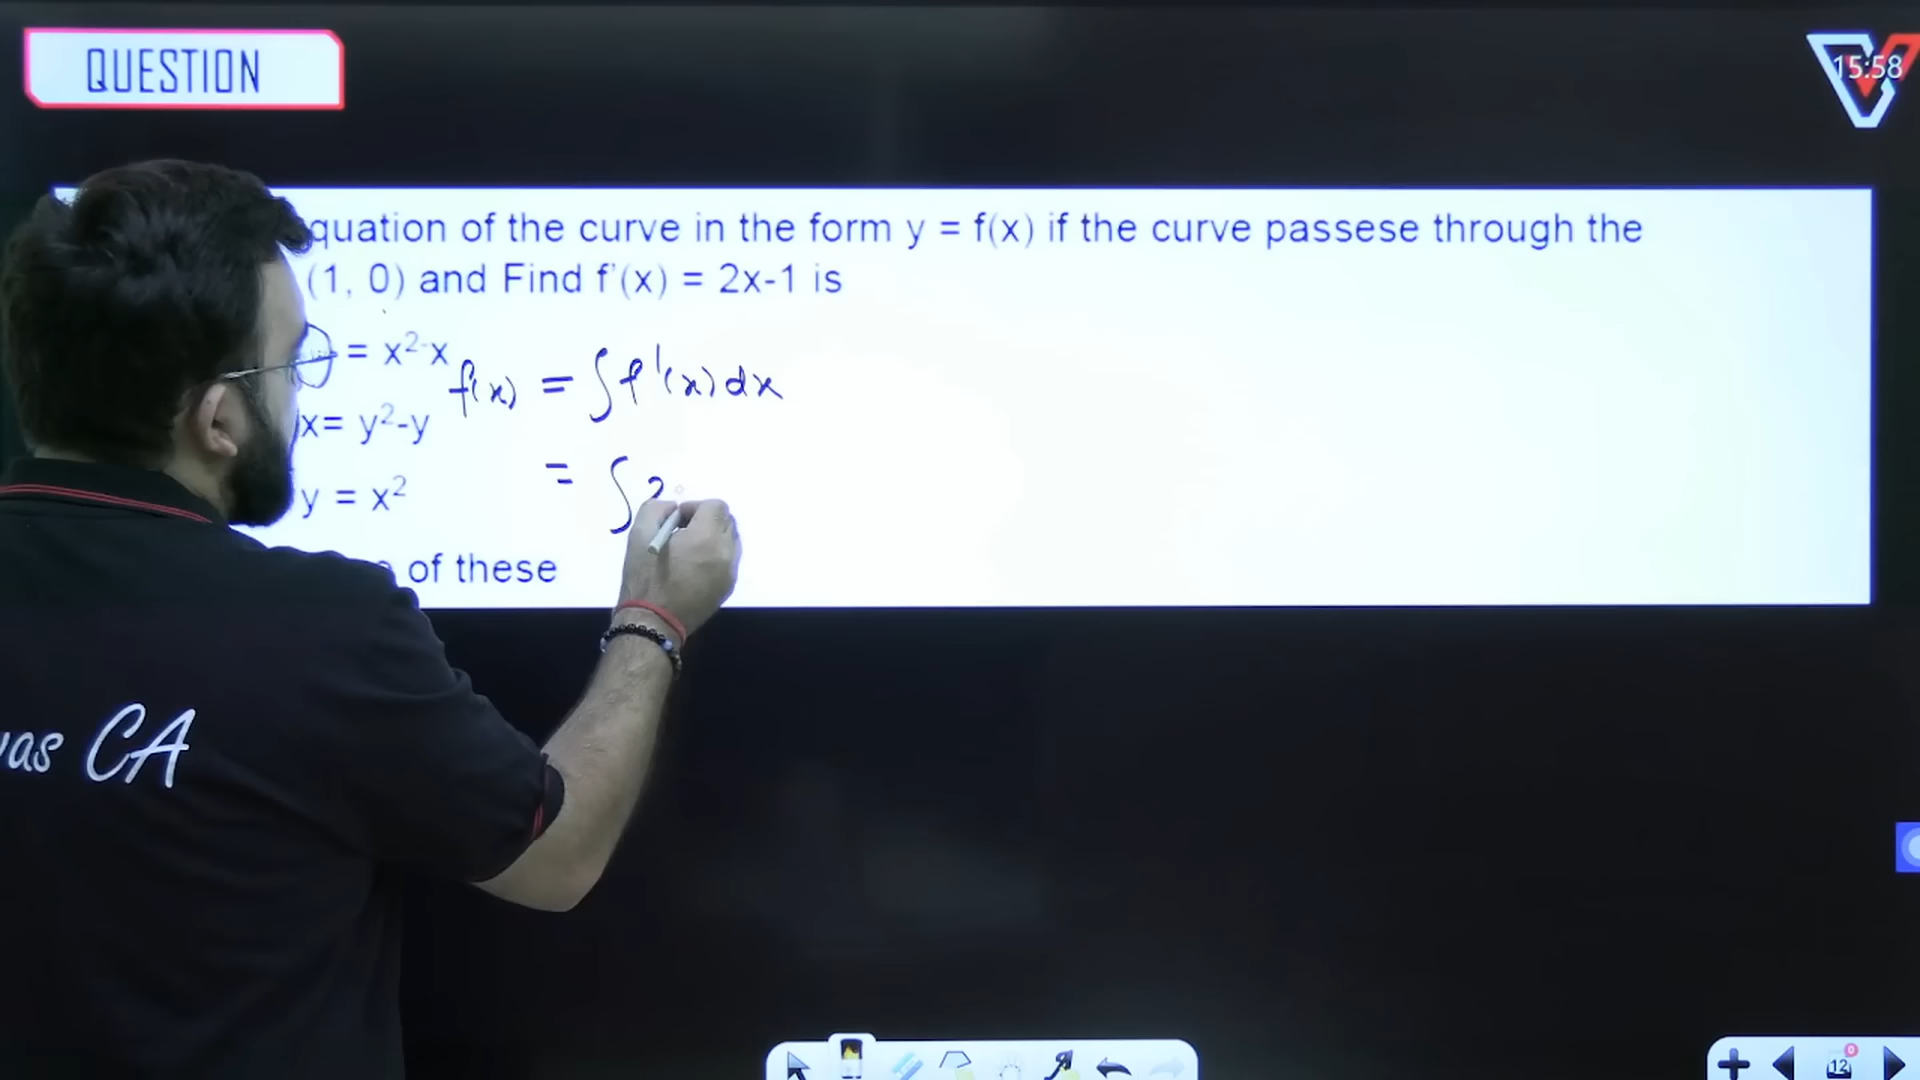 QUESTION
15:58
quation of the curve in the form y = f(x) if the curve passese through the
(1, 0) and Find f'(x) = 2x-1 is
= x²-x
x= y²-y
y = x²
of these
f(x) = ∫f'(x)dx
= ∫2
as CA
12
0